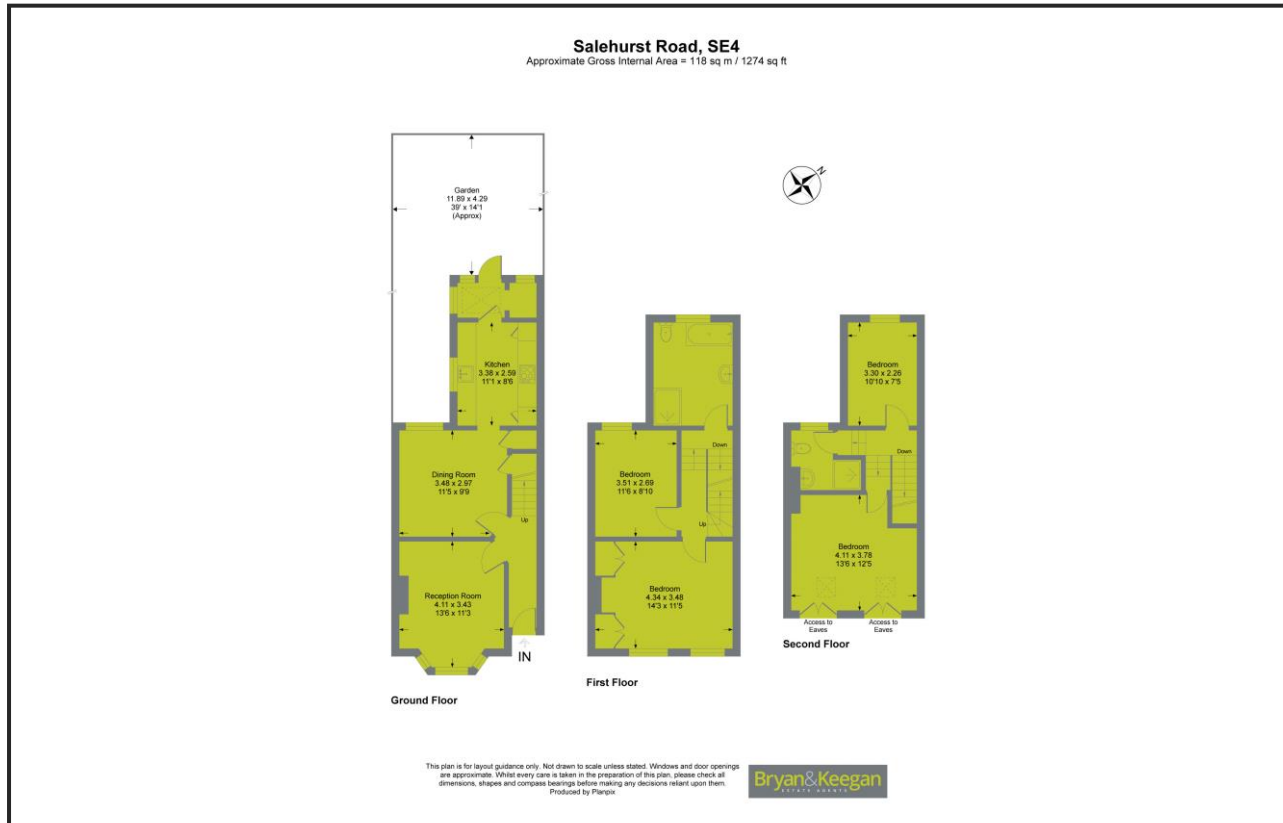 Salehurst Road, SE4
Approximate Gross Internal Area = 118 sq m / 1274 sq ft
N
Garden
11.89 x 4.29
39' x 14'1
(Approx)
Kitchen
3.38 x 2.59
11'1 x 8'6
Dining Room
3.48 x 2.97
11'5 x 9'9
Up
Reception Room
4.11 x 3.43
13'6 x 11'3
IN
Ground Floor
Down
Bedroom
3.51 x 2.69
11'6 x 8'10
Up
Bedroom
4.34 x 3.48
14'3 x 11'5
First Floor
Bedroom
3.30 x 2.26
10'10 x 7'5
Down
Bedroom
4.11 x 3.78
13'6 x 12'5
Access to
Eaves
Access to
Eaves
Second Floor
This plan is for layout guidance only. Not drawn to scale unless stated. Windows and door openings
are approximate. Whilst every care is taken in the preparation of this plan, please check all
dimensions, shapes and compass bearings before making any decisions reliant upon them.
Produced by Planpix
Bryan&Keegan
ESTATE AGENTS